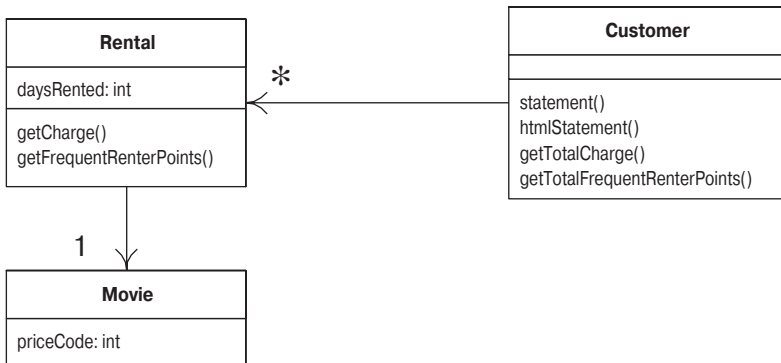 Rental
daysRented: int
getCharge()
getFrequentRenterPoints()
*
Customer
statement()
htmlStatement()
getTotalCharge()
getTotalFrequentRenterPoints()
1
Movie
priceCode: int